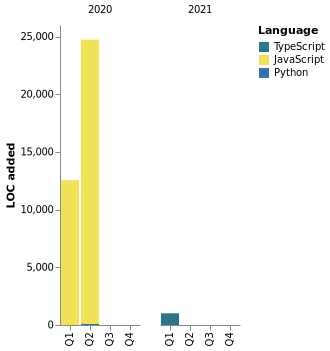 2020
2021
LOC added
25,000
20,000
15,000
10,000
5,000
0
Q1
Q2
Q3
Q4
Q1
Q2
Q3
Q4
Language
TypeScript
JavaScript
Python